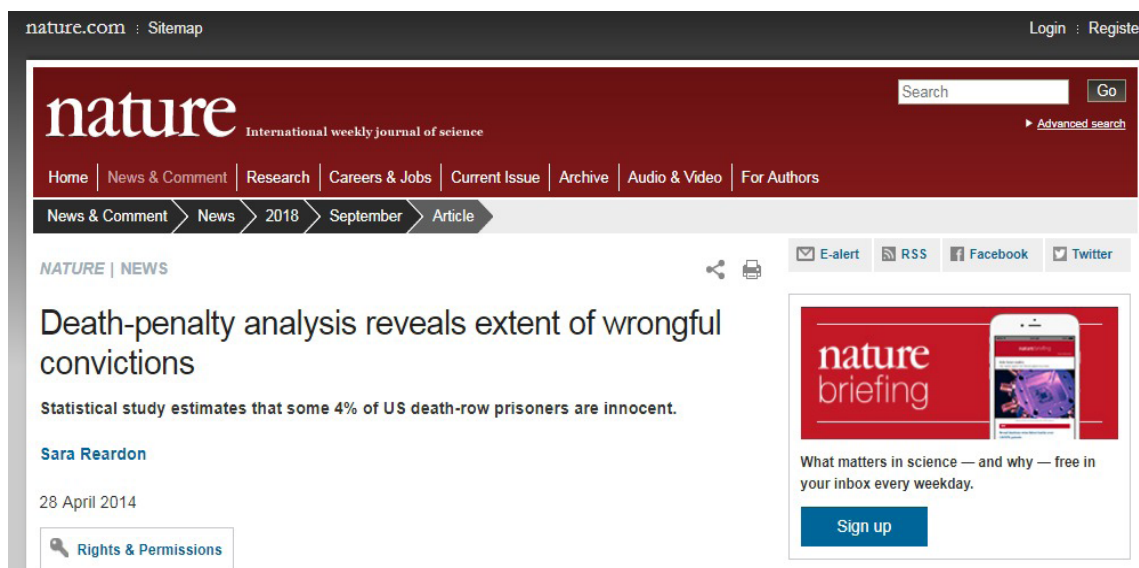 nature.com : Sitemap
Login : Registe
nature International weekly journal of science
Search
Go
Advanced search
Home | News & Comment | Research | Careers & Jobs | Current Issue | Archive | Audio & Video | For Authors
News & Comment News 2018 September Article
E-alert RSS Facebook Twitter
NATURE | NEWS
Death-penalty analysis reveals extent of wrongful
convictions
Statistical study estimates that some 4% of US death-row prisoners are innocent.
Sara Reardon
28 April 2014
Rights & Permissions
nature
briefing
What matters in science — and why — free in
your inbox every weekday.
Sign up